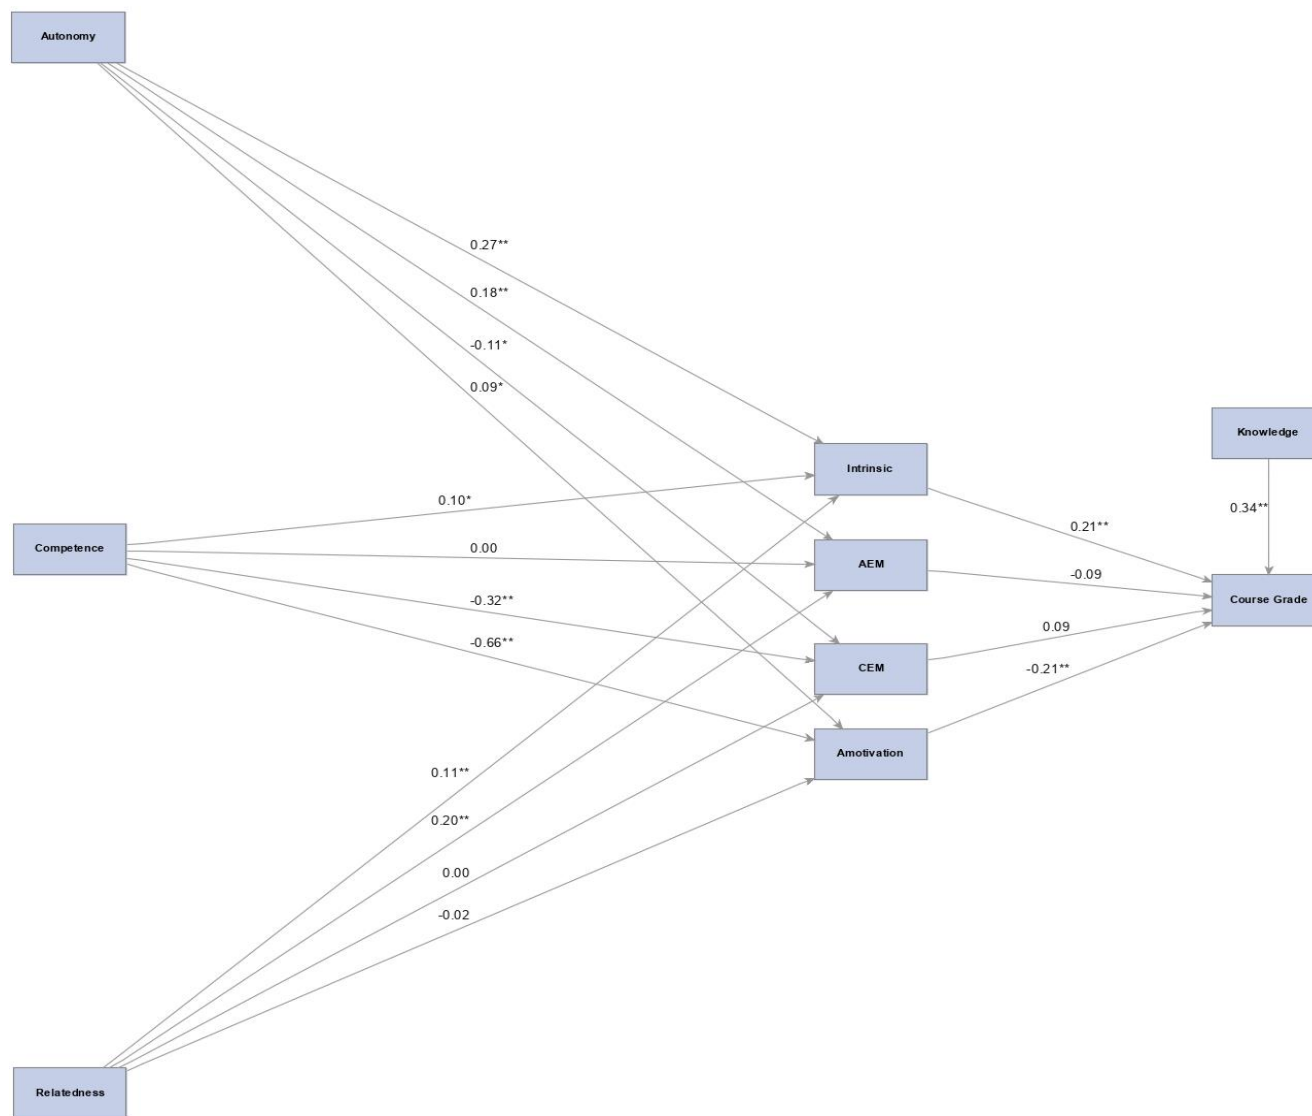 Autonomy
0.27**
0.18**
-0.11*
0.09*
Knowledge
Intrinsic
0.10*
0.34**
0.21**
Competence
0.00
AEM
-0.09
Course Grade
-0.32**
0.09
-0.66**
CEM
-0.21**
Amotivation
0.11**
0.20**
0.00
-0.02
Relatedness